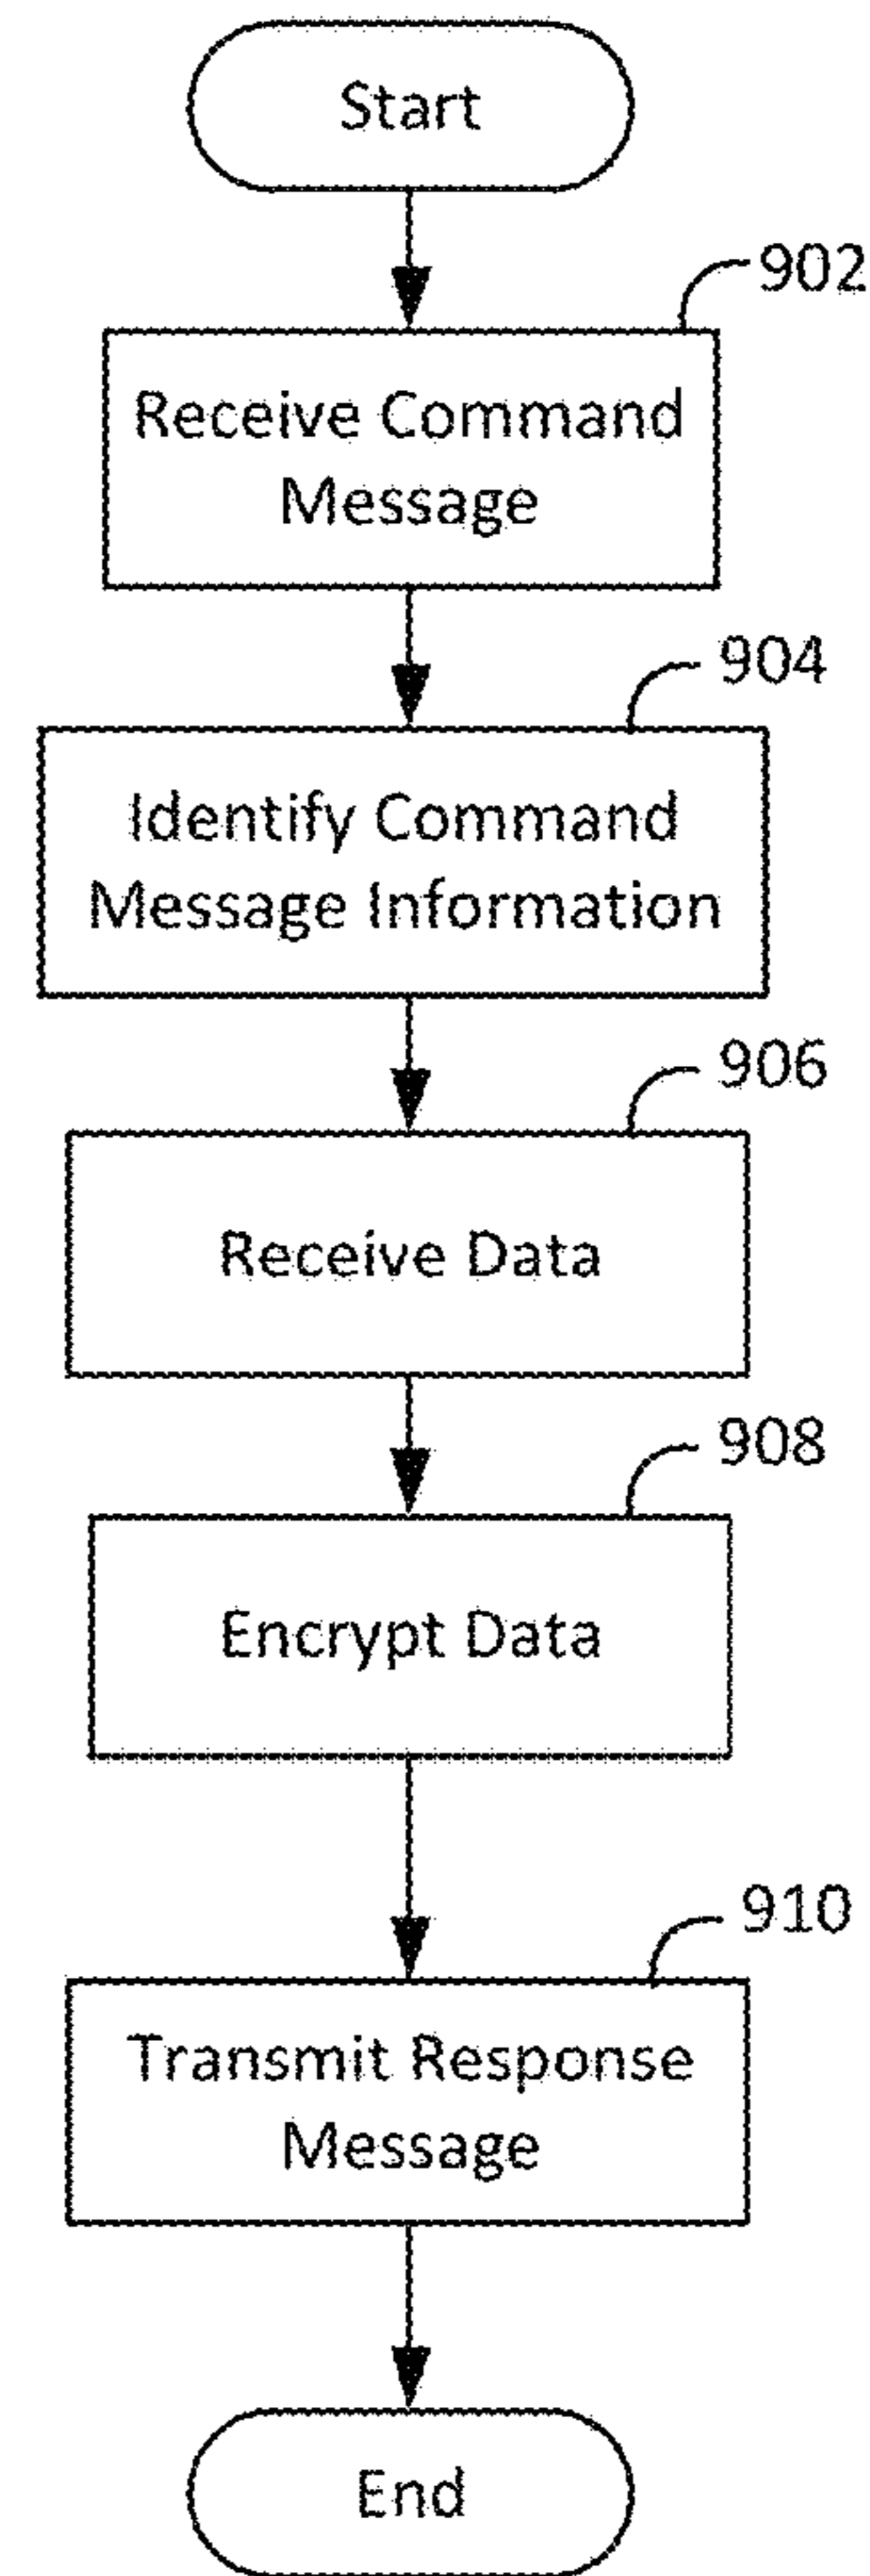 Start
902
Receive Command
Message
904
Identify Command
Message Information
906
Receive Data
908
Encrypt Data
910
Transmit Response
Message
End